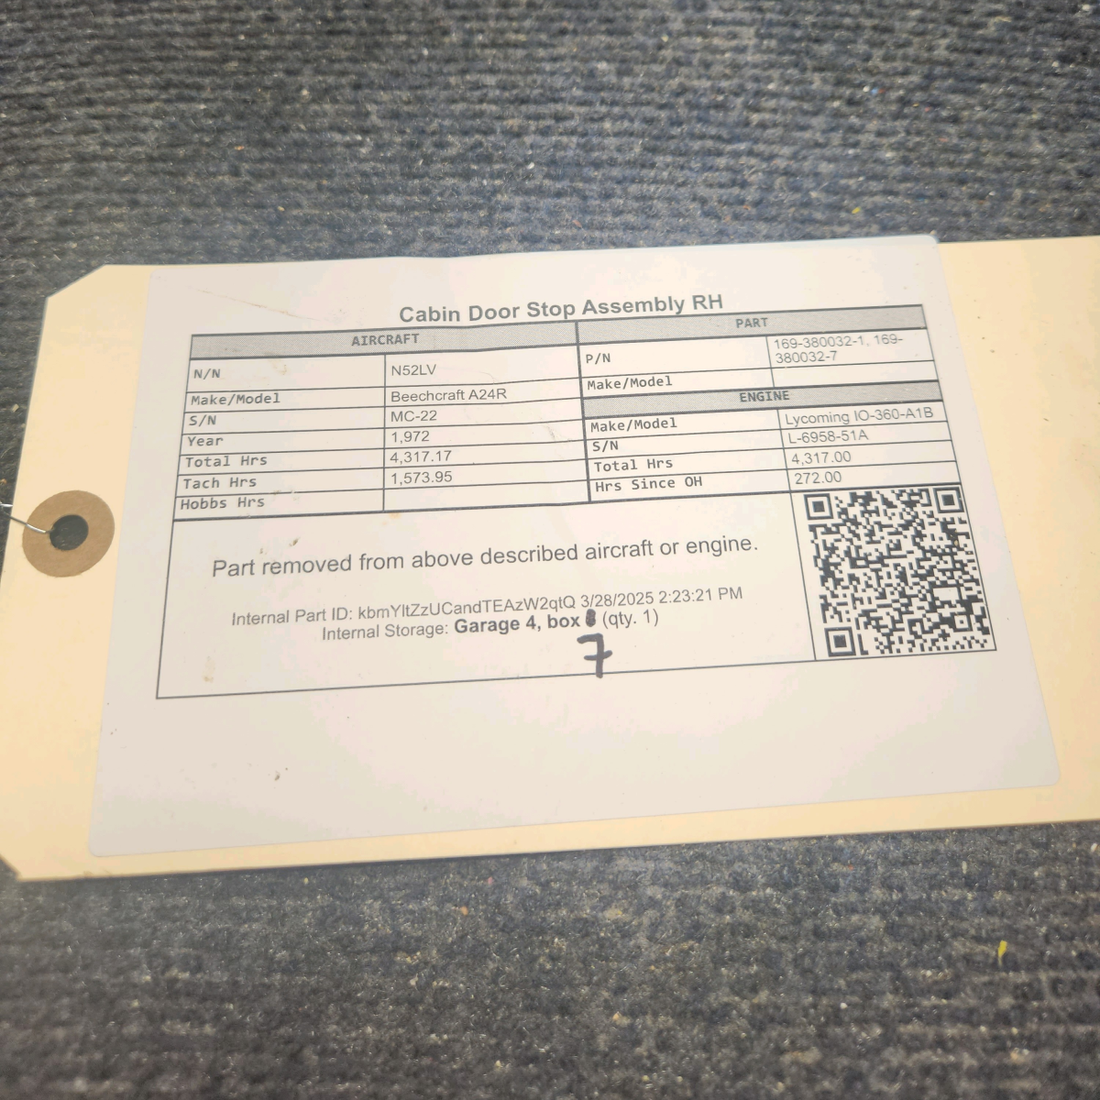 Cabin Door Stop Assembly RH
AIRCRAFT
N/N N52LV
Make/Model Beechcraft A24R
S/N MC-22
Year 1,972
Total Hrs 4,317.17
Tach Hrs 1,573.95
Hobbs Hrs
PART
P/N 169-380032-1, 169-
380032-7
Make/Model
ENGINE
Make/Model Lycoming IO-360-A1B
S/N L-6958-51A
Total Hrs 4,317.00
Hrs Since OH 272.00
Part removed from above described aircraft or engine.
Internal Part ID: kbmYltZzUCandTEAzW2qtQ 3/28/2025 2:23:21 PM
Internal Storage: Garage 4, box (qty. 1)
7